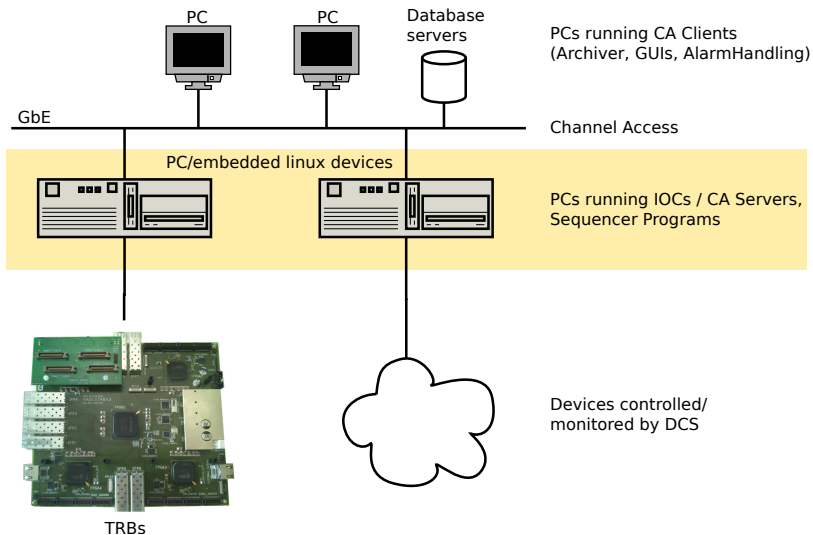 PC
PC
Database
servers
PCs running CA Clients
(Archiver, GUIs, AlarmHandling)
GbE
Channel Access
PC/embedded linux devices
PCs running IOCs / CA Servers,
Sequencer Programs
Devices controlled/
monitored by DCS
TRBs